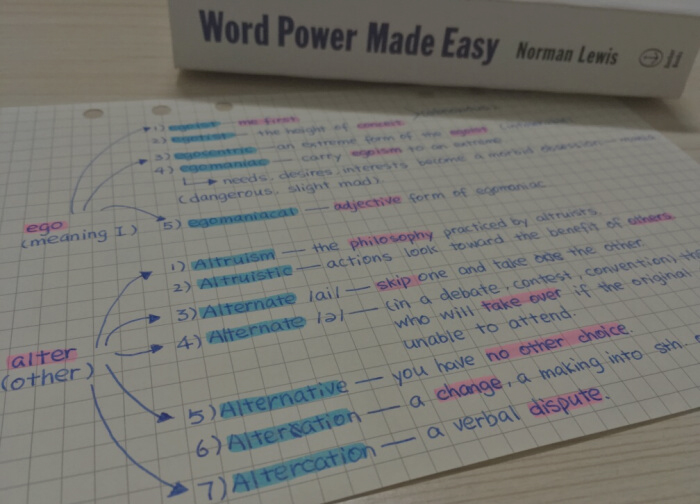 Word Power Made Easy Norman Lewis
1) egoist — me first
2) egotist — the height of conceit
3) egocentric — an extreme form of the egoist
4) egomaniac — carry egoism to an extreme
needs, desires, interests become a morbid obsession
(dangerous, slight mad).
5) egomaniacal — adjective form of egomaniac
ego
(meaning I)
1) Altruism — the philosophy practiced by altruists.
2) Altruistic — actions look toward the benefit of others.
3) Alternate |ai| — skip one and take the other
4) Alternate |ə| — (in a debate, contest, convention)
who will take over if the original
unable to attend.
5) Alternative — you have no other choice.
6) Alteration — a change, a making into sth.
7) Altercation — a verbal dispute.
alter
(other)